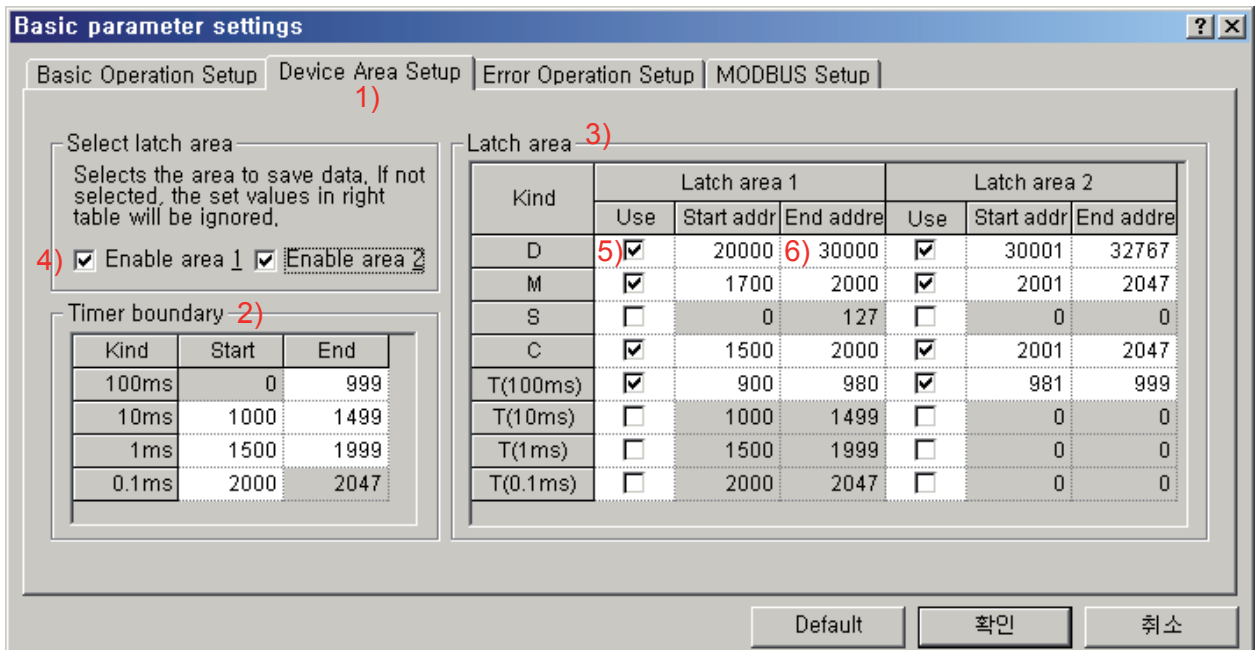 Basic parameter settings
Basic Operation Setup Device Area Setup Error Operation Setup MODBUS Setup
1)
Select latch area
Selects the area to save data, If not
selected, the set values in right
table will be ignored,
4) Enable area 1 Enable area 2
Timer boundary 2)
Kind Start End
100ms 0 999
10ms 1000 1499
1ms 1500 1999
0.1ms 2000 2047
Latch area 3)
Kind Latch area 1 Latch area 2
Use Start addr End addre Use Start addr End addre
D 5) 20000 6) 30000 30001 32767
M 1700 2000 2001 2047
S 0 127 0 0
C 1500 2000 2001 2047
T(100ms) 900 980 981 999
T(10ms) 1000 1499 0 0
T(1ms) 1500 1999 0 0
T(0.1ms) 2000 2047 0 0
Default 확인 취소